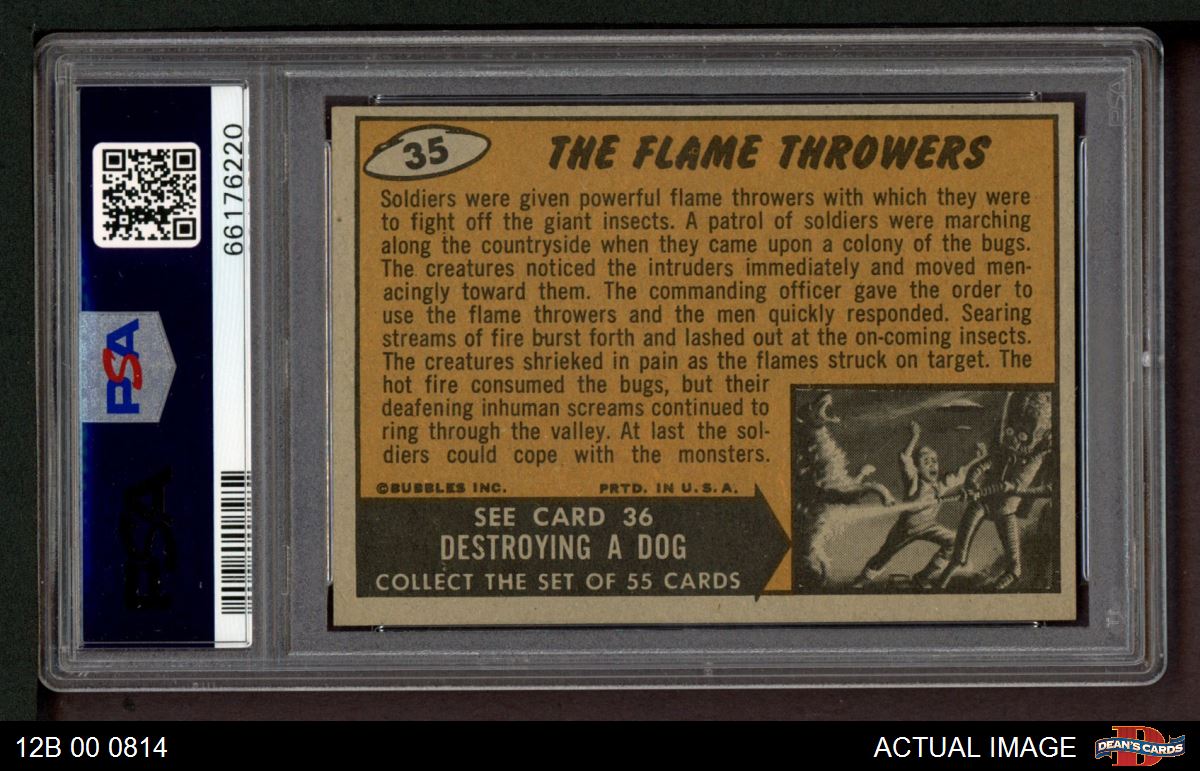 66176220
PSA
PSA
35
THE FLAME THROWERS
Soldiers were given powerful flame throwers with which they were
to fight off the giant insects. A patrol of soldiers were marching
along the countryside when they came upon a colony of the bugs.
The creatures noticed the intruders immediately and moved men-
acingly toward them. The commanding officer gave the order to
use the flame throwers and the men quickly responded. Searing
streams of fire burst forth and lashed out at the on-coming insects.
The creatures shrieked in pain as the flames struck on target. The
hot fire consumed the bugs, but their
deafening inhuman screams continued to
ring through the valley. At last the sol-
diers could cope with the monsters.
©BUBBLES INC. PRTD. IN U.S.A.
SEE CARD 36
DESTROYING A DOG
COLLECT THE SET OF 55 CARDS
PSA
12B 00 0814
ACTUAL IMAGE
DEAN'S CARDS